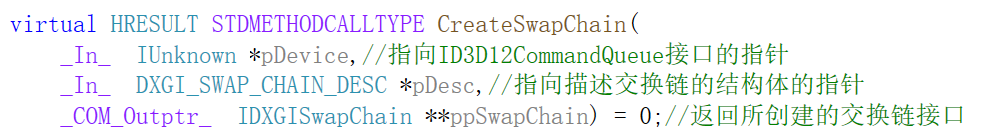 virtual HRESULT STDMETHODCALLTYPE CreateSwapChain(
_In_ IUnknown *pDevice,//指向ID3D12CommandQueue接口的指针
_In_ DXGI_SWAP_CHAIN_DESC *pDesc,//指向描述交换链的结构体的指针
_COM_Outptr_ IDXGISwapChain **ppSwapChain) = 0;//返回所创建的交换链接口